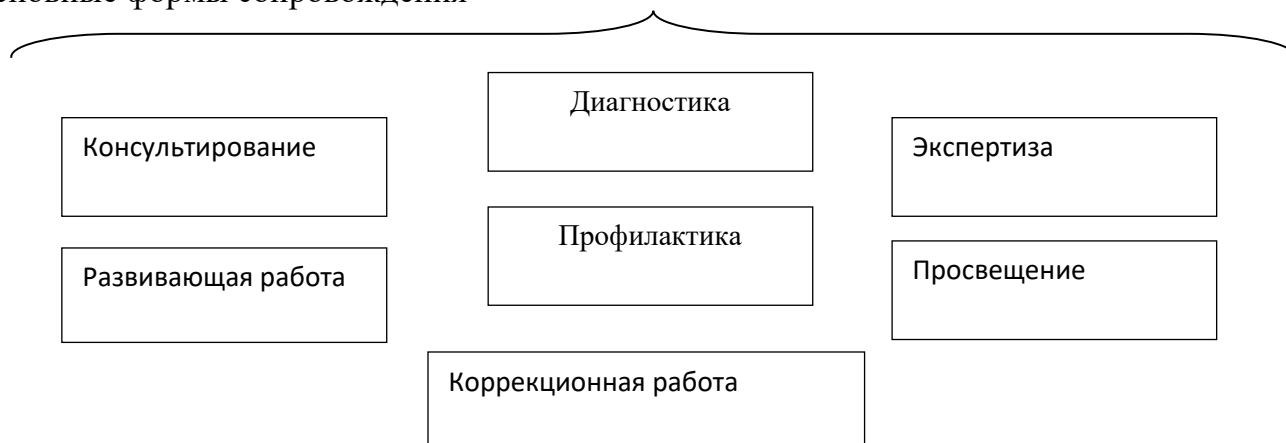 формы сопровождения
Диагностика
Консультирование
Экспертиза
Профилактика
Развивающая работа
Просвещение
Коррекционная работа